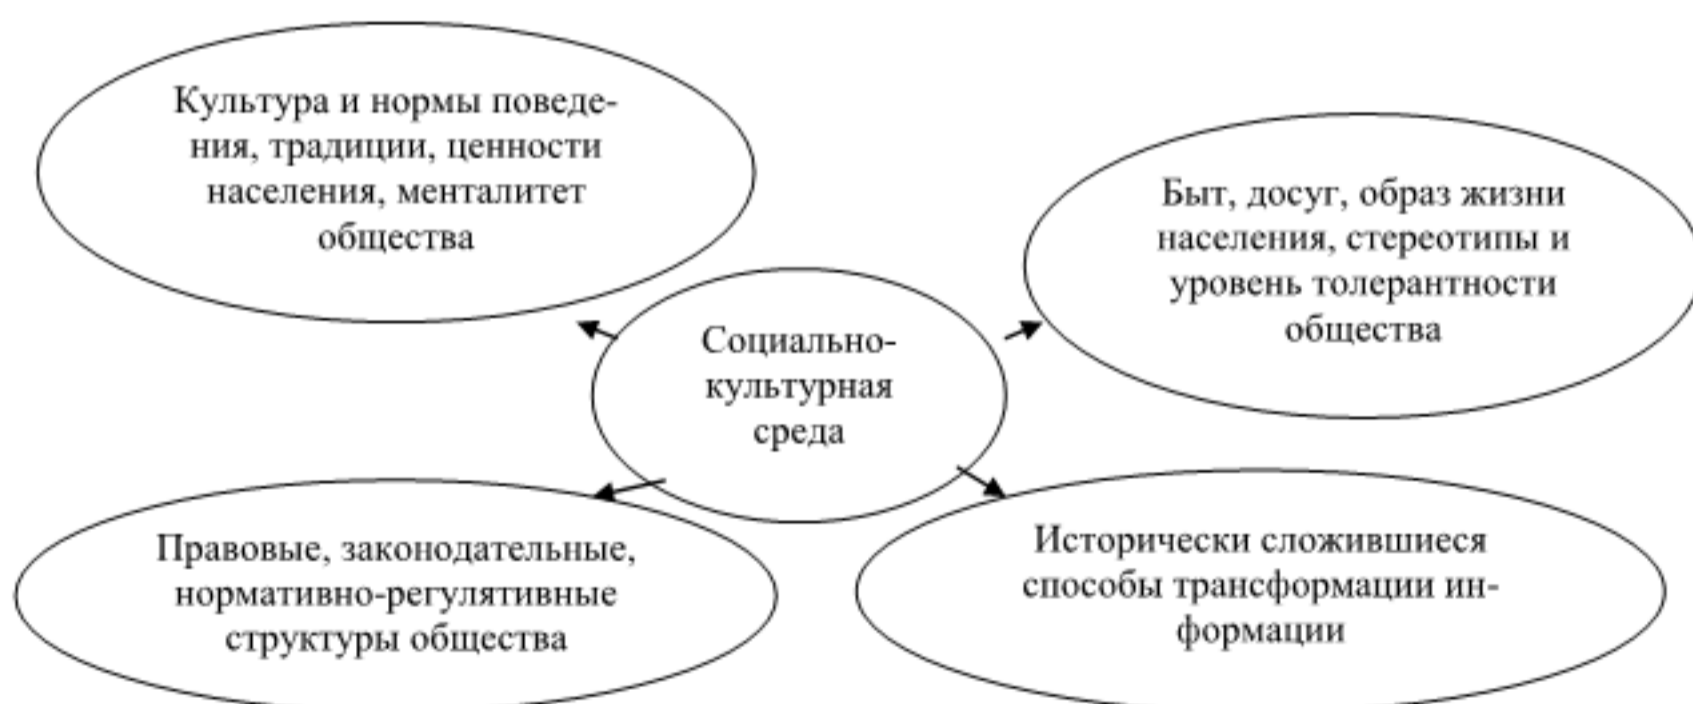 Культура и нормы поведе-
ния, традиции, ценности
населения, менталитет
общества
Быт, досуг, образ жизни
населения, стереотипы и
уровень толерантности
общества
Социально-
культурная
среда
Правовые, законодательные,
нормативно-регулятивные
структуры общества
Исторически сложившиеся
способы трансформации ин-
формации